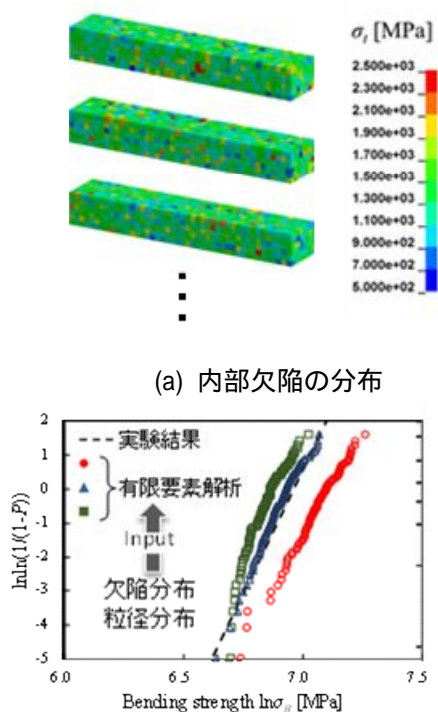 σt [MPa]
2.500e+03
2.300e+03
2.100e+03
1.900e+03
1.700e+03
1.500e+03
1.300e+03
1.100e+03
9.000e+02
7.000e+02
5.000e+02
(a) 内部欠陥の分布
2
1
0
-1
-2
-3
-4
-5
lnln(1/(1-P))
実験結果
有限要素解析
Input
欠陥分布
粒径分布
6.0
6.5
7.0
7.5
Bending strength lnσB [MPa]